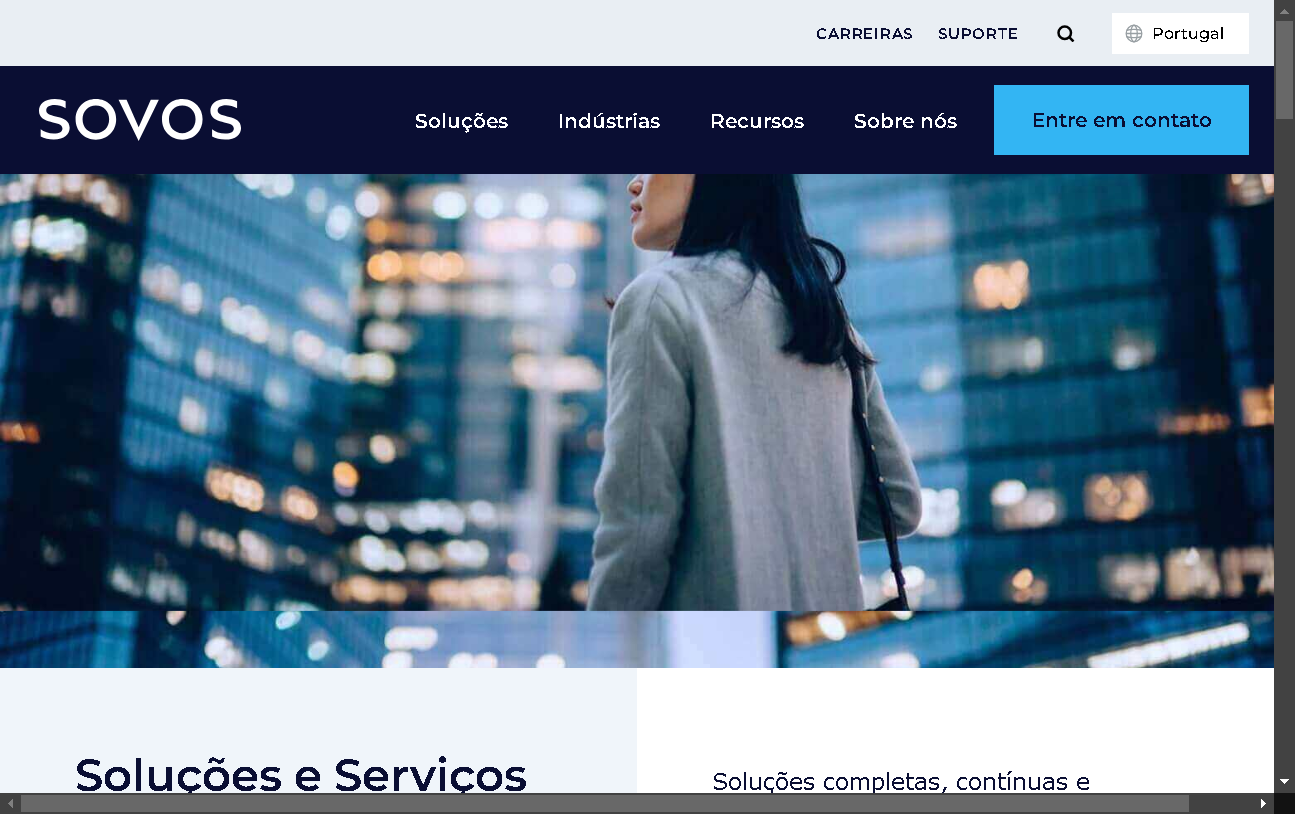 CARREIRAS SUPORTE Portugal
SOVOS Soluções Indústrias Recursos Sobre nós Entre em contato
Soluções e Serviços
Soluções completas, contínuas e